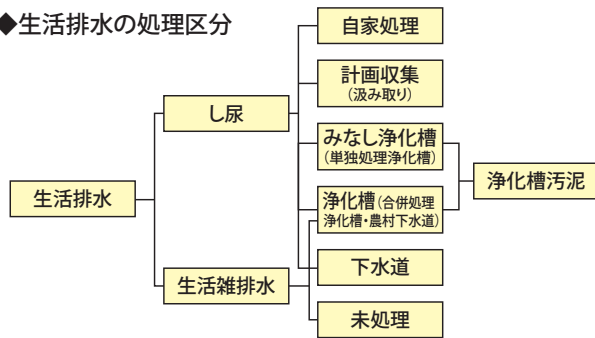 ◆生活排水の処理区分
自家処理
計画収集
(汲み取り)
し尿
みなし浄化槽
(単独処理浄化槽)
浄化槽汚泥
生活排水
浄化槽(合併処理
浄化槽・農村下水道)
下水道
生活雑排水
未処理